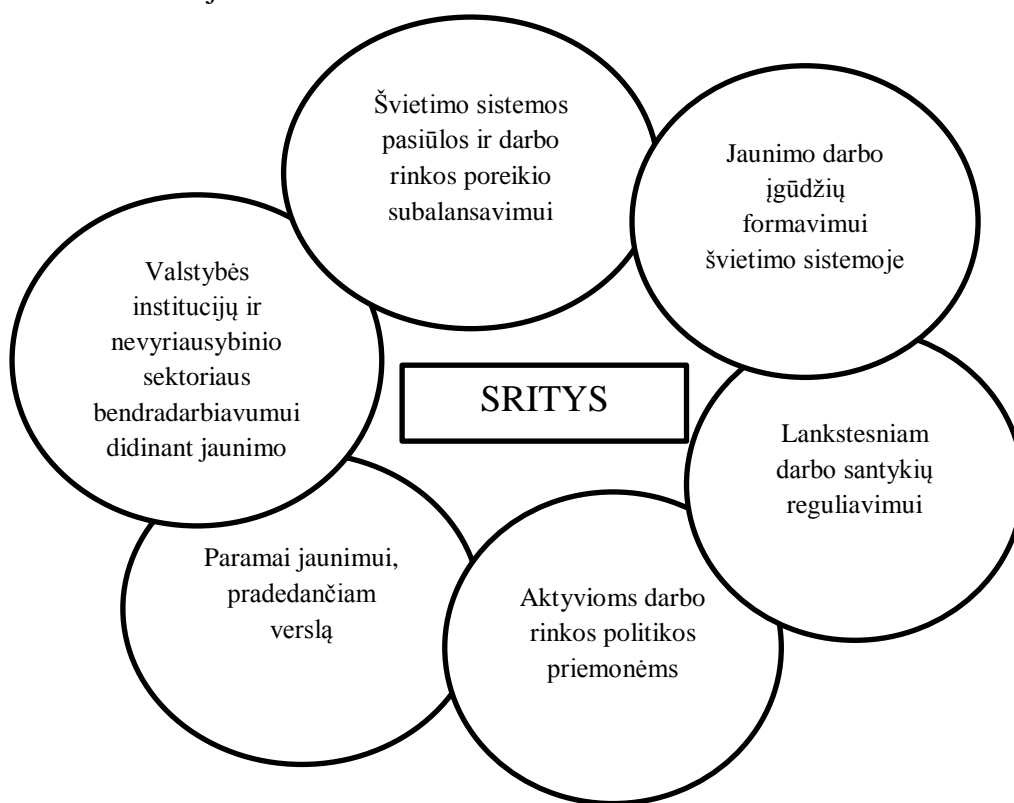 Švietimo sistemos
pasiūlos ir darbo
rinkos poreikio
subalansavimui
Jaunimo darbo
įgūdžių
formavimui
švietimo sistemoje
Valstybės
institucijų ir
nevyriausybinio
sektoriaus
bendradarbiavumui
didinant jaunimo
SRITYS
Lankstesniam
darbo santykių
reguliavimui
Paramai jaunimui,
pradedančiam
verslą
Aktyvioms darbo
rinkos politikos
priemonėms